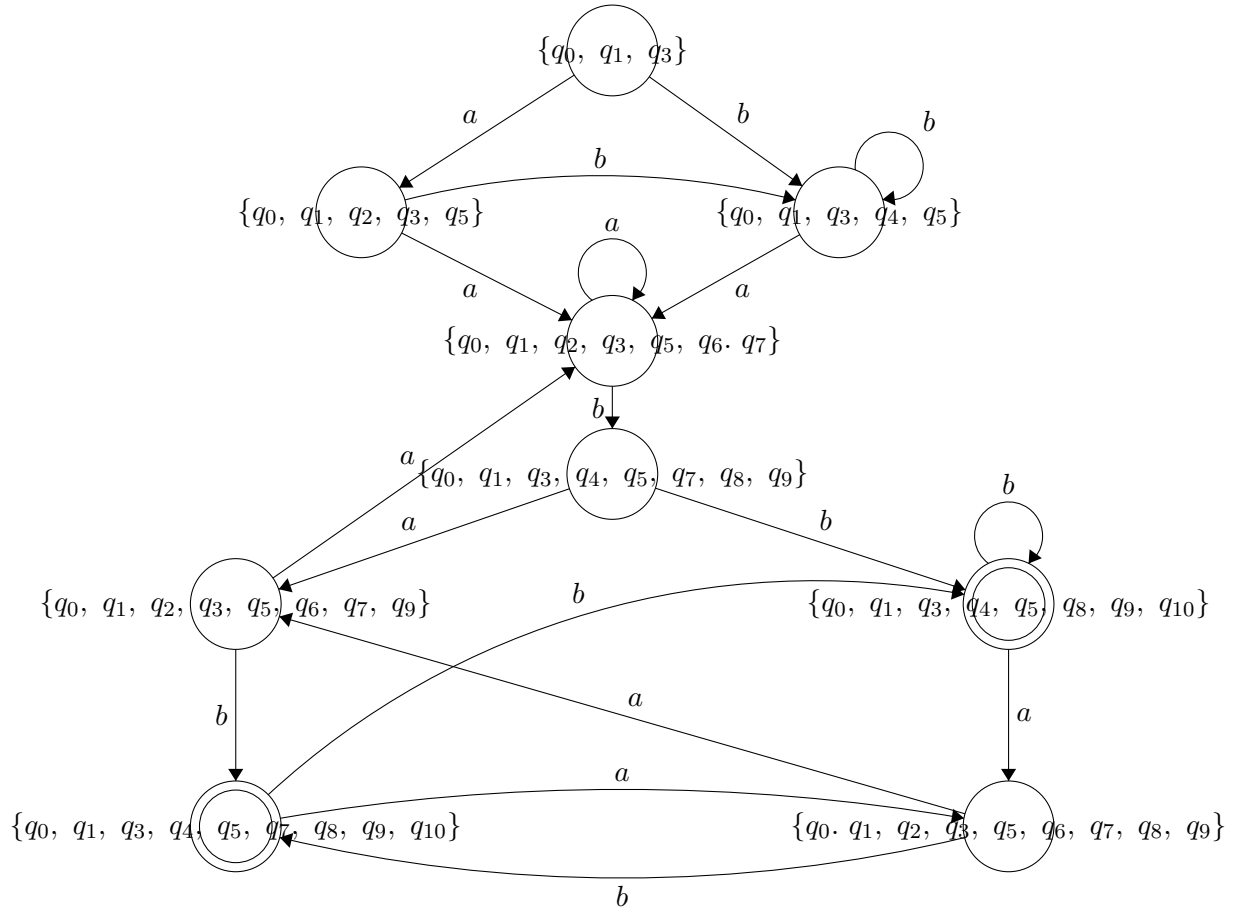 {q0, q1, q3}
a
b
b
b
{q0, q1, q2, q3, q5}
{q0, q1, q3, q4, q5}
a
a
a
{q0, q1, q2, q3, q5, q6. q7}
b
a
{q0, q1, q3, q4, q5, q7, q8, q9}
b
a
b
b
{q0, q1, q2, q3, q5, q6, q7, q9}
{q0, q1, q3, q4, q5, q8, q9, q10}
a
b
a
a
{q0, q1, q3, q4, q5, q7, q8, q9, q10}
{q0. q1, q2, q3, q5, q6, q7, q8, q9}
b